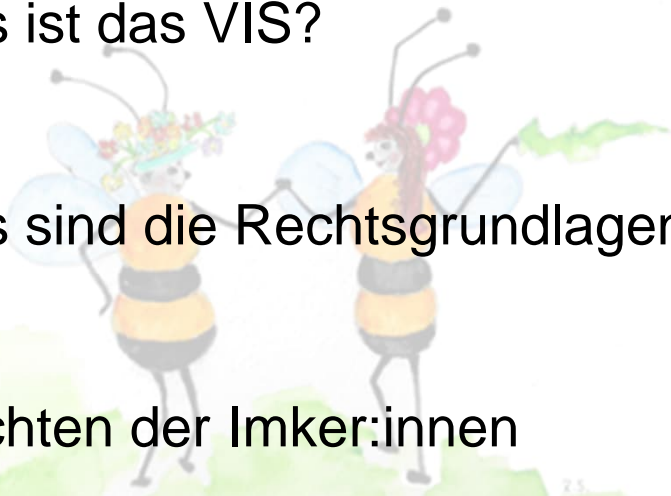 s ist das VIS?
s sind die Rechtsgrundlagen
chten der Imker:innen